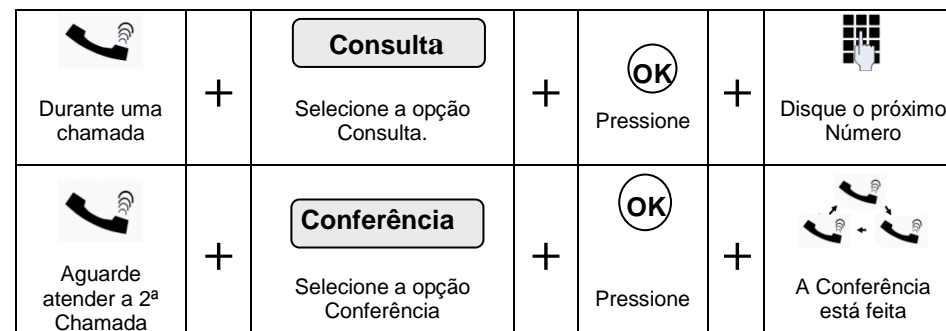 Consulta
OK
Durante uma
chamada
+
Selecione a opção
Consulta.
+
Pressione
+
Disque o próximo
Número
Conferência
OK
Aguarde
atender a 2ª
Chamada
+
Selecione a opção
Conferência
+
Pressione
+
A Conferência
está feita